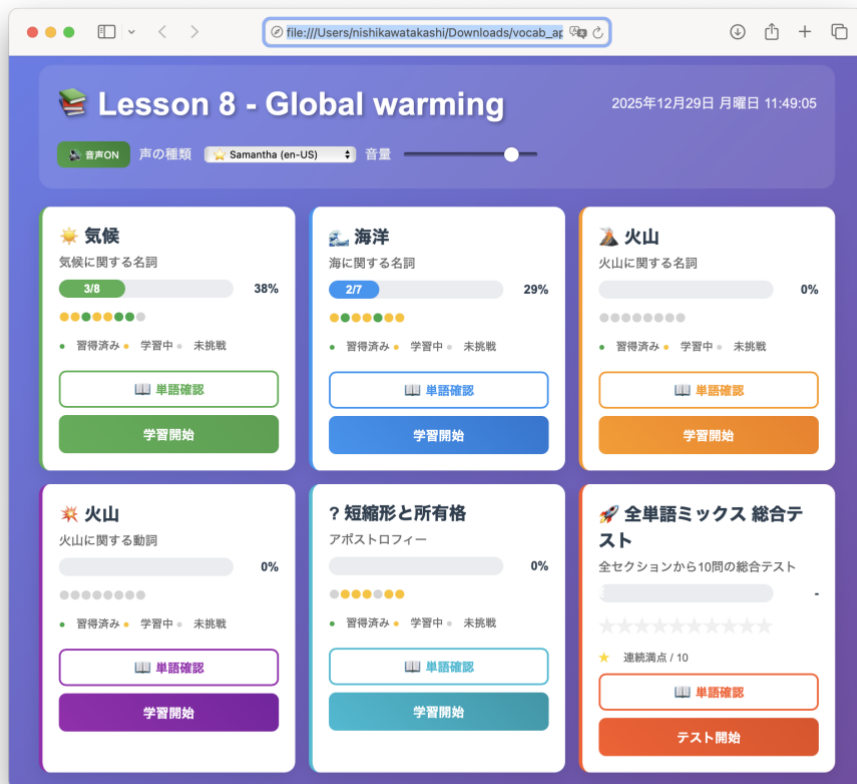 file:///Users/nishikawatakashi/Downloads/vocab_ap
Lesson 8 - Global warming
2025年12月29日 月曜日 11:49:05
音声ON 声の種類 Samantha (en-US) 音量
気候
気候に関する名詞
3/8 38%
習得済み 学習中 未挑戦
単語確認
学習開始
海洋
海に関する名詞
2/7 29%
習得済み 学習中 未挑戦
単語確認
学習開始
火山
火山に関する名詞
0%
習得済み 学習中 未挑戦
単語確認
学習開始
火山
火山に関する動詞
0%
習得済み 学習中 未挑戦
単語確認
学習開始
? 短縮形と所有格
アポストロフィー
0%
習得済み 学習中 未挑戦
単語確認
学習開始
全単語ミックス 総合テ
スト
全セクションから10問の総合テスト
-
連続満点 / 10
単語確認
テスト開始